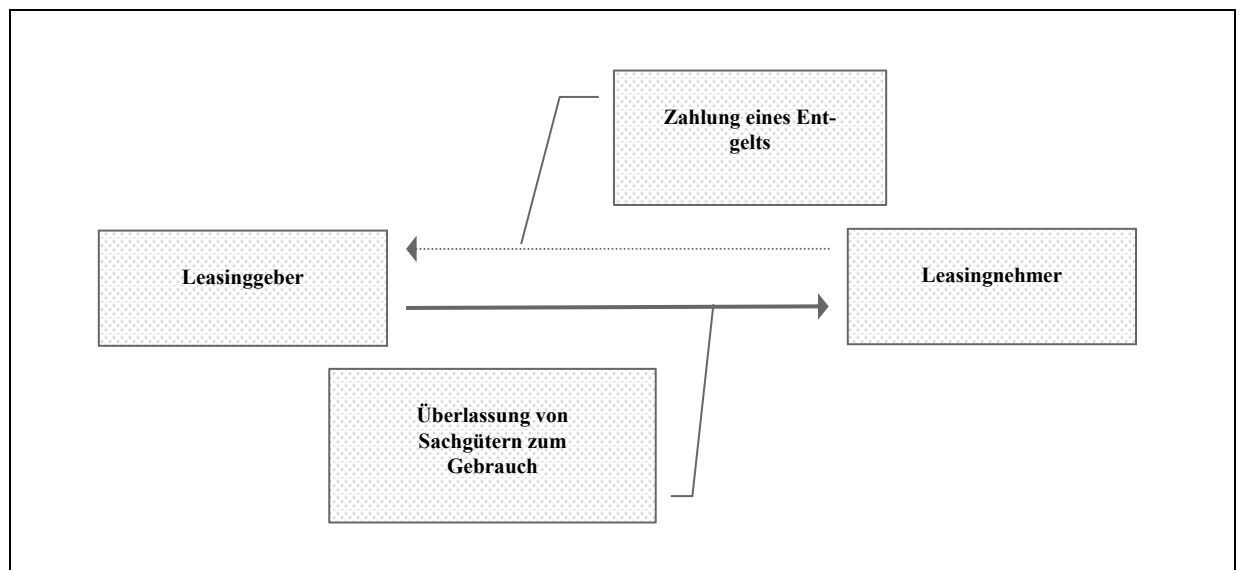 Zahlung eines Ent-
gelts
Leasinggeber
Leasingnehmer
Überlassung von
Sachgütern zum
Gebrauch